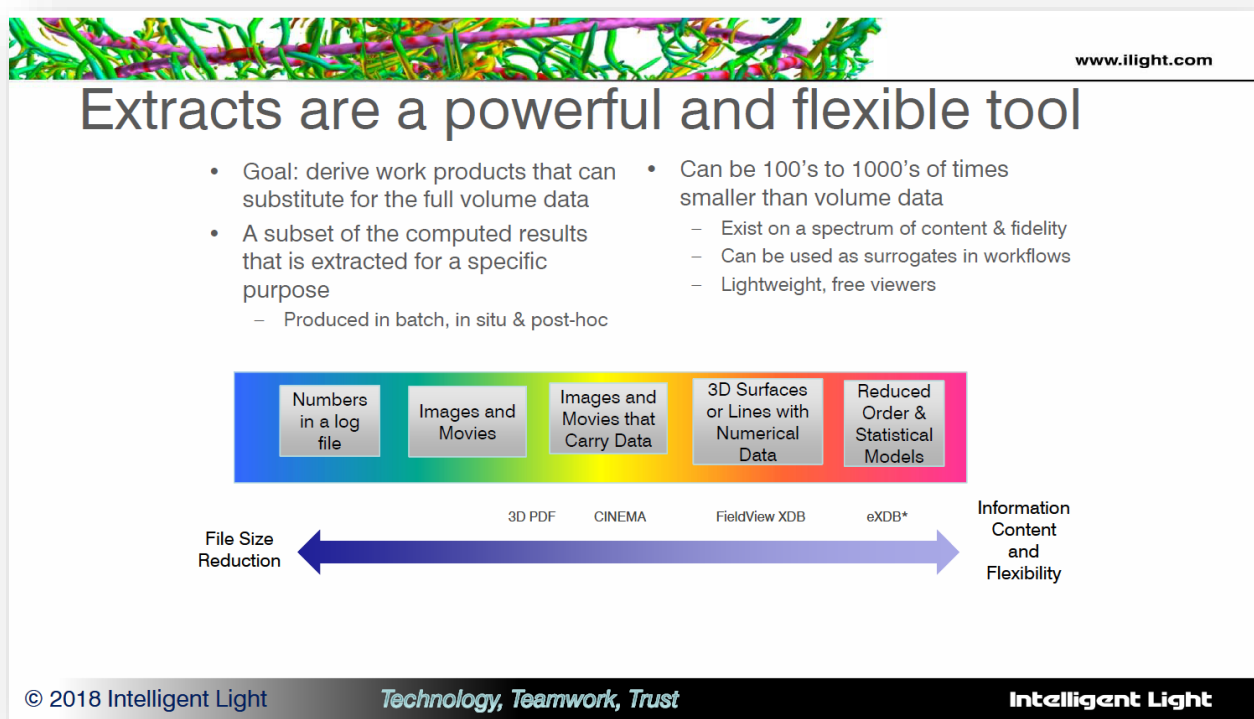 www.ilight.com
Extracts are a powerful and flexible tool
• Goal: derive work products that can
substitute for the full volume data
• A subset of the computed results
that is extracted for a specific
purpose
– Produced in batch, in situ & post-hoc
• Can be 100’s to 1000’s of times
smaller than volume data
– Exist on a spectrum of content & fidelity
– Can be used as surrogates in workflows
– Lightweight, free viewers
Numbers
in a log
file
Images and
Movies
Images and
Movies that
Carry Data
3D Surfaces
or Lines with
Numerical
Data
Reduced
Order &
Statistical
Models
3D PDF
CINEMA
FieldView XDB
eXDB*
File Size
Reduction
Information
Content
and
Flexibility
© 2018 Intelligent Light
Technology, Teamwork, Trust
Intelligent Light